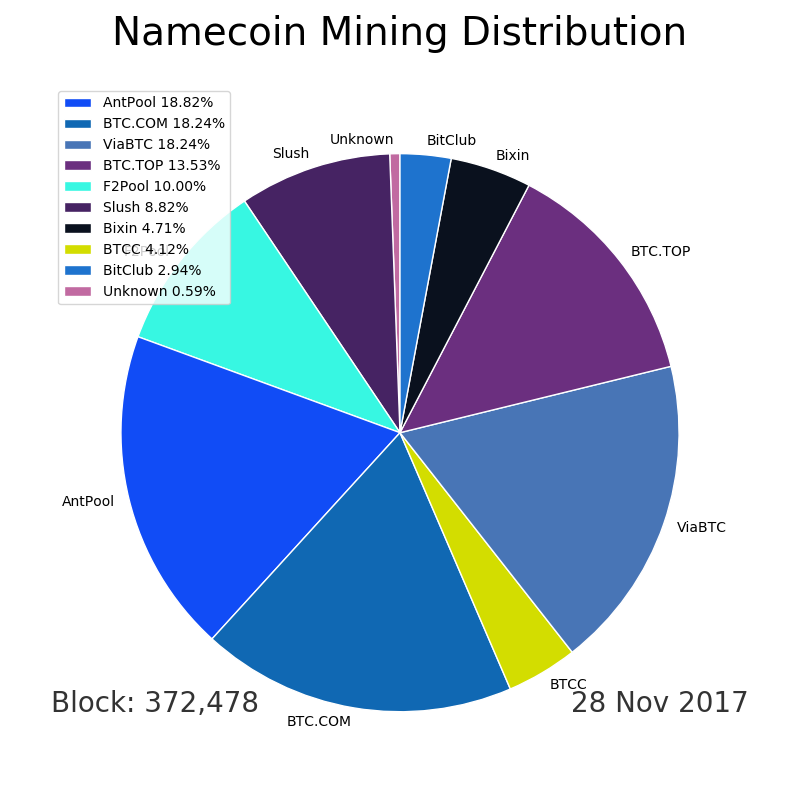 Namecoin Mining Distribution
AntPool 18.82%
BTC.COM 18.24%
ViaBTC 18.24%
BTC.TOP 13.53%
F2Pool 10.00%
Slush 8.82%
Bixin 4.71%
BTCC 4.12%
BitClub 2.94%
Unknown 0.59%
Unknown
BitClub
Slush
Bixin
BTC.TOP
F2Pool
AntPool
ViaBTC
BTCC
BTC.COM
Block: 372,478
28 Nov 2017